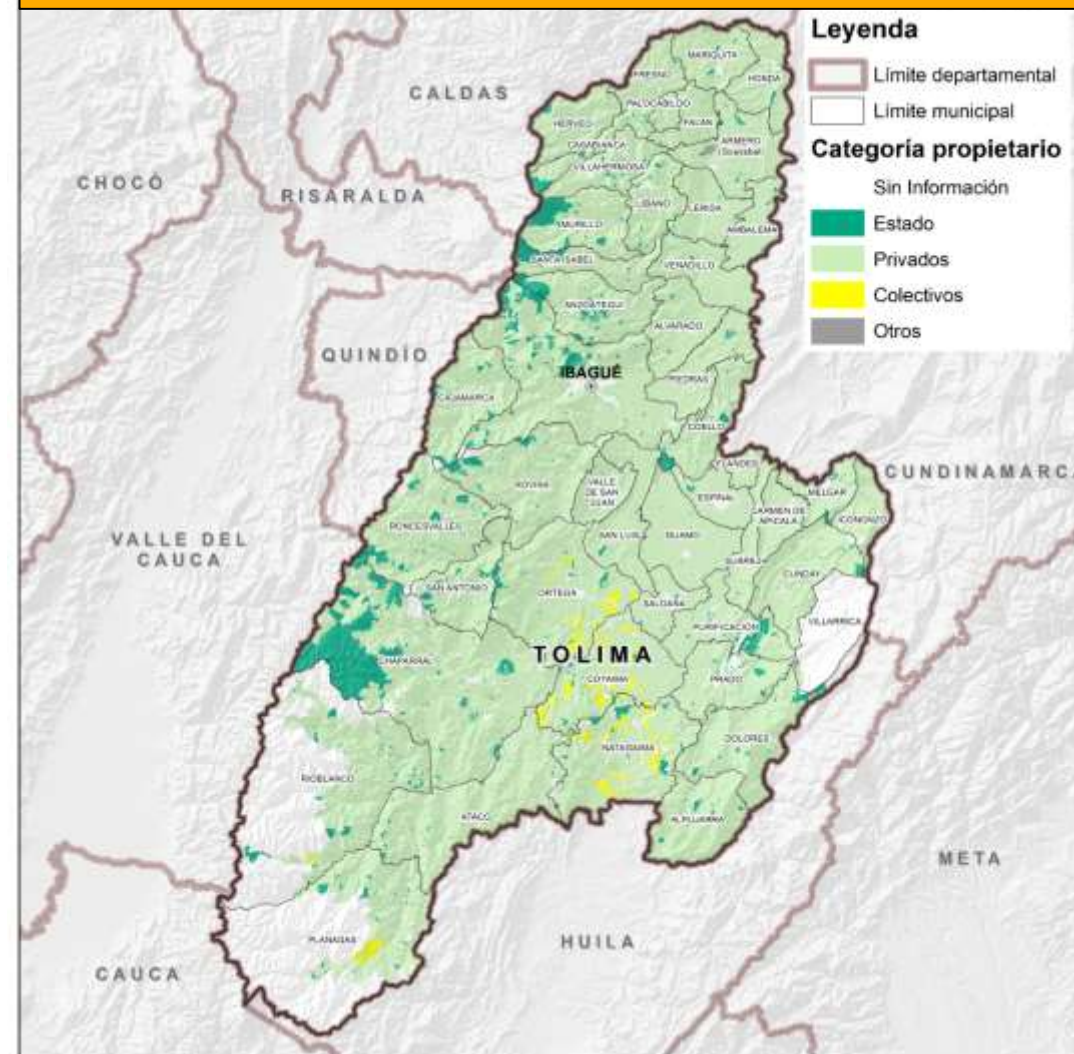 Leyenda
Límite departamental
Límite municipal
Categoría propietario
Sin Información
Estado
Privados
Colectivos
Otros
MARIQUITA
FRESNO
HONDA
CALDAS
PALOCABILDO
FALAN
HERVEO
ARMERO
CASABIANCA
VILLAHERMOSA
CHOCÓ
RISARALDA
LÍBANO
LÉRIDA
MURILLO
AMBALEMA
SANTA ISABEL
VENADILLO
ANZOÁTEGUI
ALVARADO
QUINDÍO
IBAGUÉ
PIEDRAS
CAJAMARCA
COELLO
FLANDES
CUNDINAMARCA
ROVIRA
VALLE
DE SAN
JUAN
ESPINAL
MELGAR
CARMEN DE
APICALÁ
ICONONZO
RONCESVALLES
VALLE DEL
CAUCA
SAN LUIS
GUAMO
SUÁREZ
CUNDAY
SAN ANTONIO
ORTEGA
SALDAÑA
PURIFICACIÓN
VILLARRICA
TOLIMA
CHAPARRAL
COYAIMA
PRADO
NATAGAIMA
DOLORES
RIOBLANCO
ATACO
ALPUJARRA
META
PLANADAS
HUILA
CAUCA